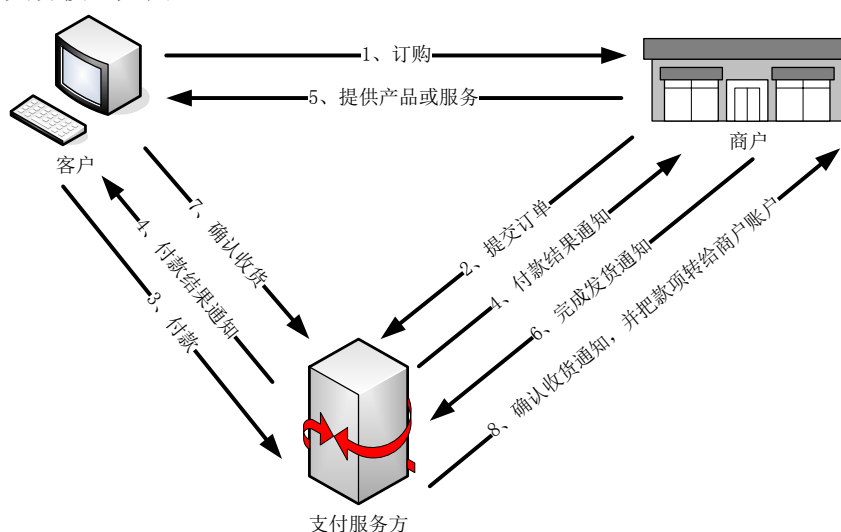 1、订购
5、提供产品或服务
客户
商户
7、确认收货
4、付款结果通知
3、付款
2、提交订单
4、付款结果通知
6、完成发货通知
8、确认收货通知，并把款项转给商户账户
支付服务方